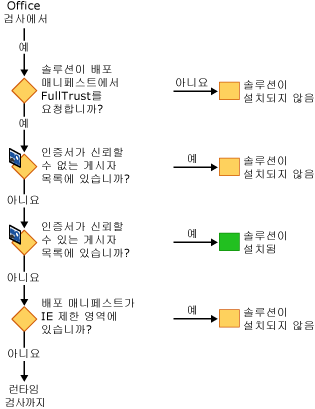 Office
검사에서
예
솔루션이 배포
매니페스트에서
FullTrust를
요청합니까?
아니요
솔루션이
설치되지 않음
예
인증서가 신뢰할
수 없는 게시자
목록에 있습니까?
예
솔루션이
설치되지 않음
아니요
인증서가 신뢰할
수 있는 게시자
목록에 있습니까?
예
솔루션이
설치됨
아니요
배포 매니페스트가
IE 제한 영역에
있습니까?
예
솔루션이
설치되지 않음
아니요
런타임
검사까지